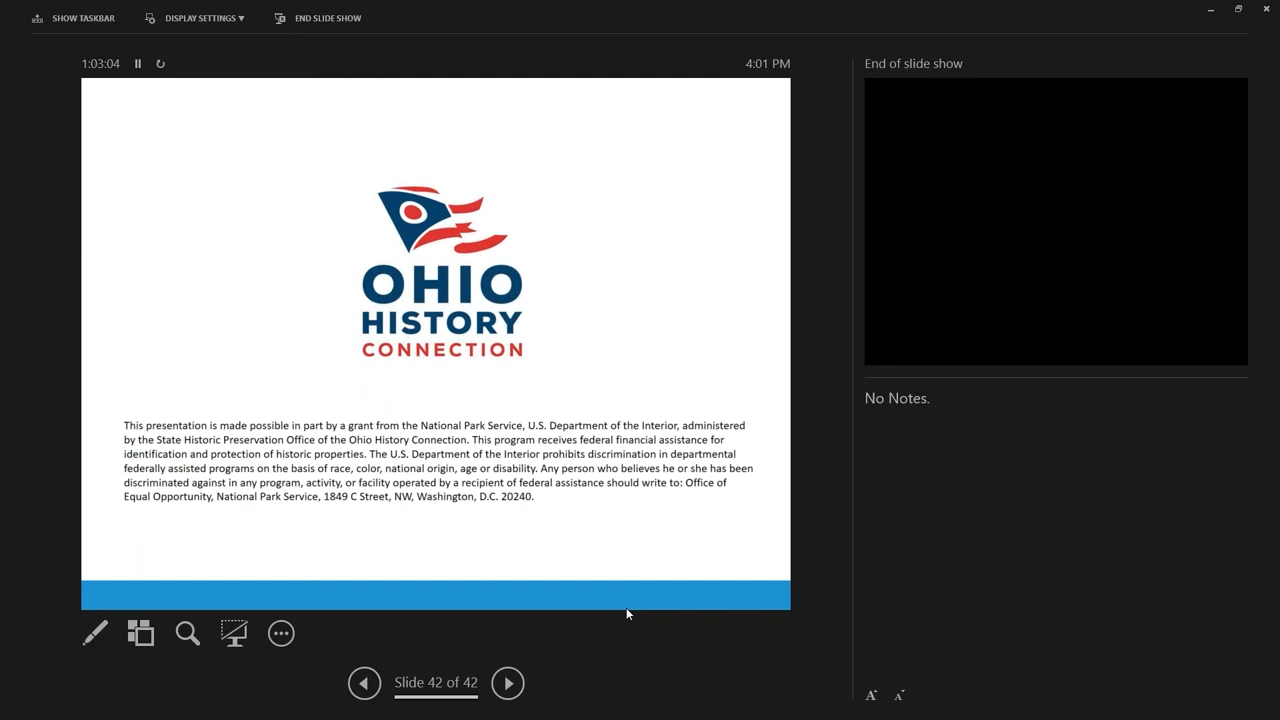 SHOW TASKBAR
DISPLAY SETTINGS
END SLIDE SHOW
1:03:04
4:01 PM
End of slide show
OHIO
HISTORY
CONNECTION
This presentation is made possible in part by a grant from the National Park Service, U.S. Department of the Interior, administered
by the State Historic Preservation Office of the Ohio History Connection. This program receives federal financial assistance for
identification and protection of historic properties. The U.S. Department of the Interior prohibits discrimination in departmental
federally assisted programs on the basis of race, color, national origin, age or disability. Any person who believes he or she has been
discriminated against in any program, activity, or facility operated by a recipient of federal assistance should write to: Office of
Equal Opportunity, National Park Service, 1849 C Street, NW, Washington, D.C. 20240.
No Notes.
Slide 42 of 42
A A